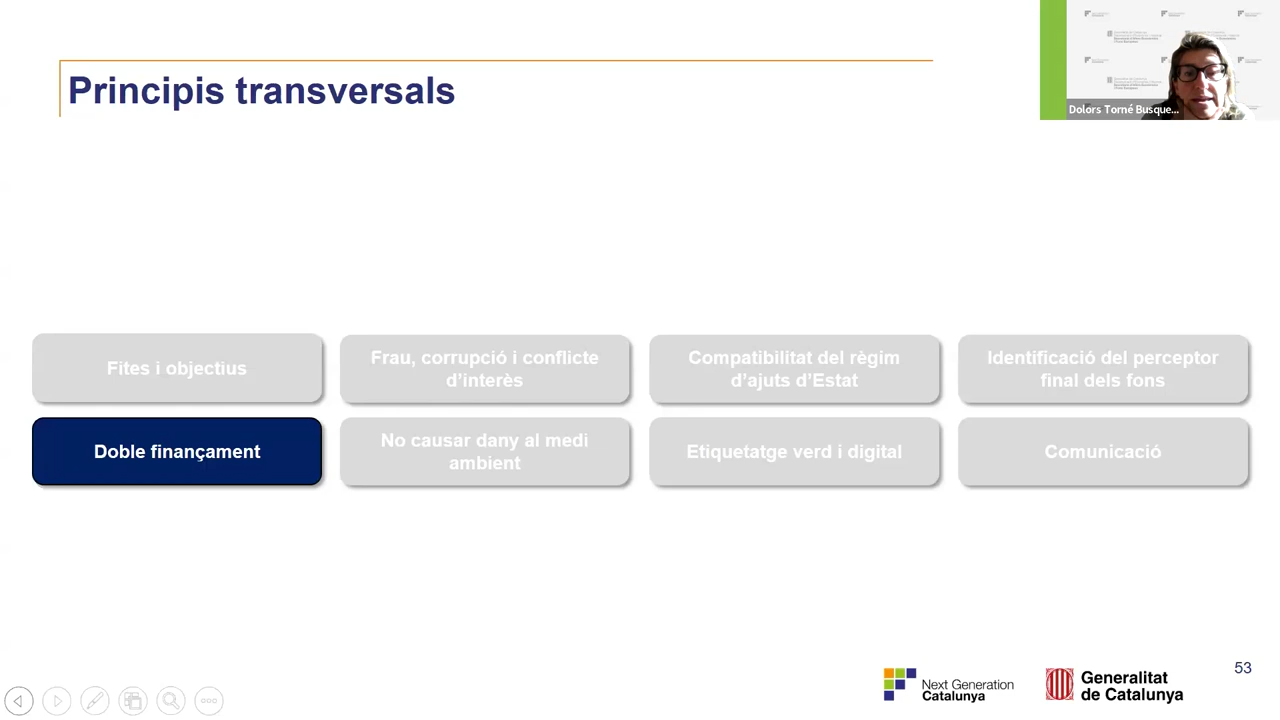 Principis transversals
Dolors Torné Busque...
Fites i objectius
Frau, corrupció i conflicte
d'interès
Compatibilitat del règim
d'ajuts d'Estat
Identificació del perceptor
final dels fons
Doble finançament
No causar dany al medi
ambient
Etiquetatge verd i digital
Comunicació
53
Next Generation
Catalunya
Generalitat
de Catalunya